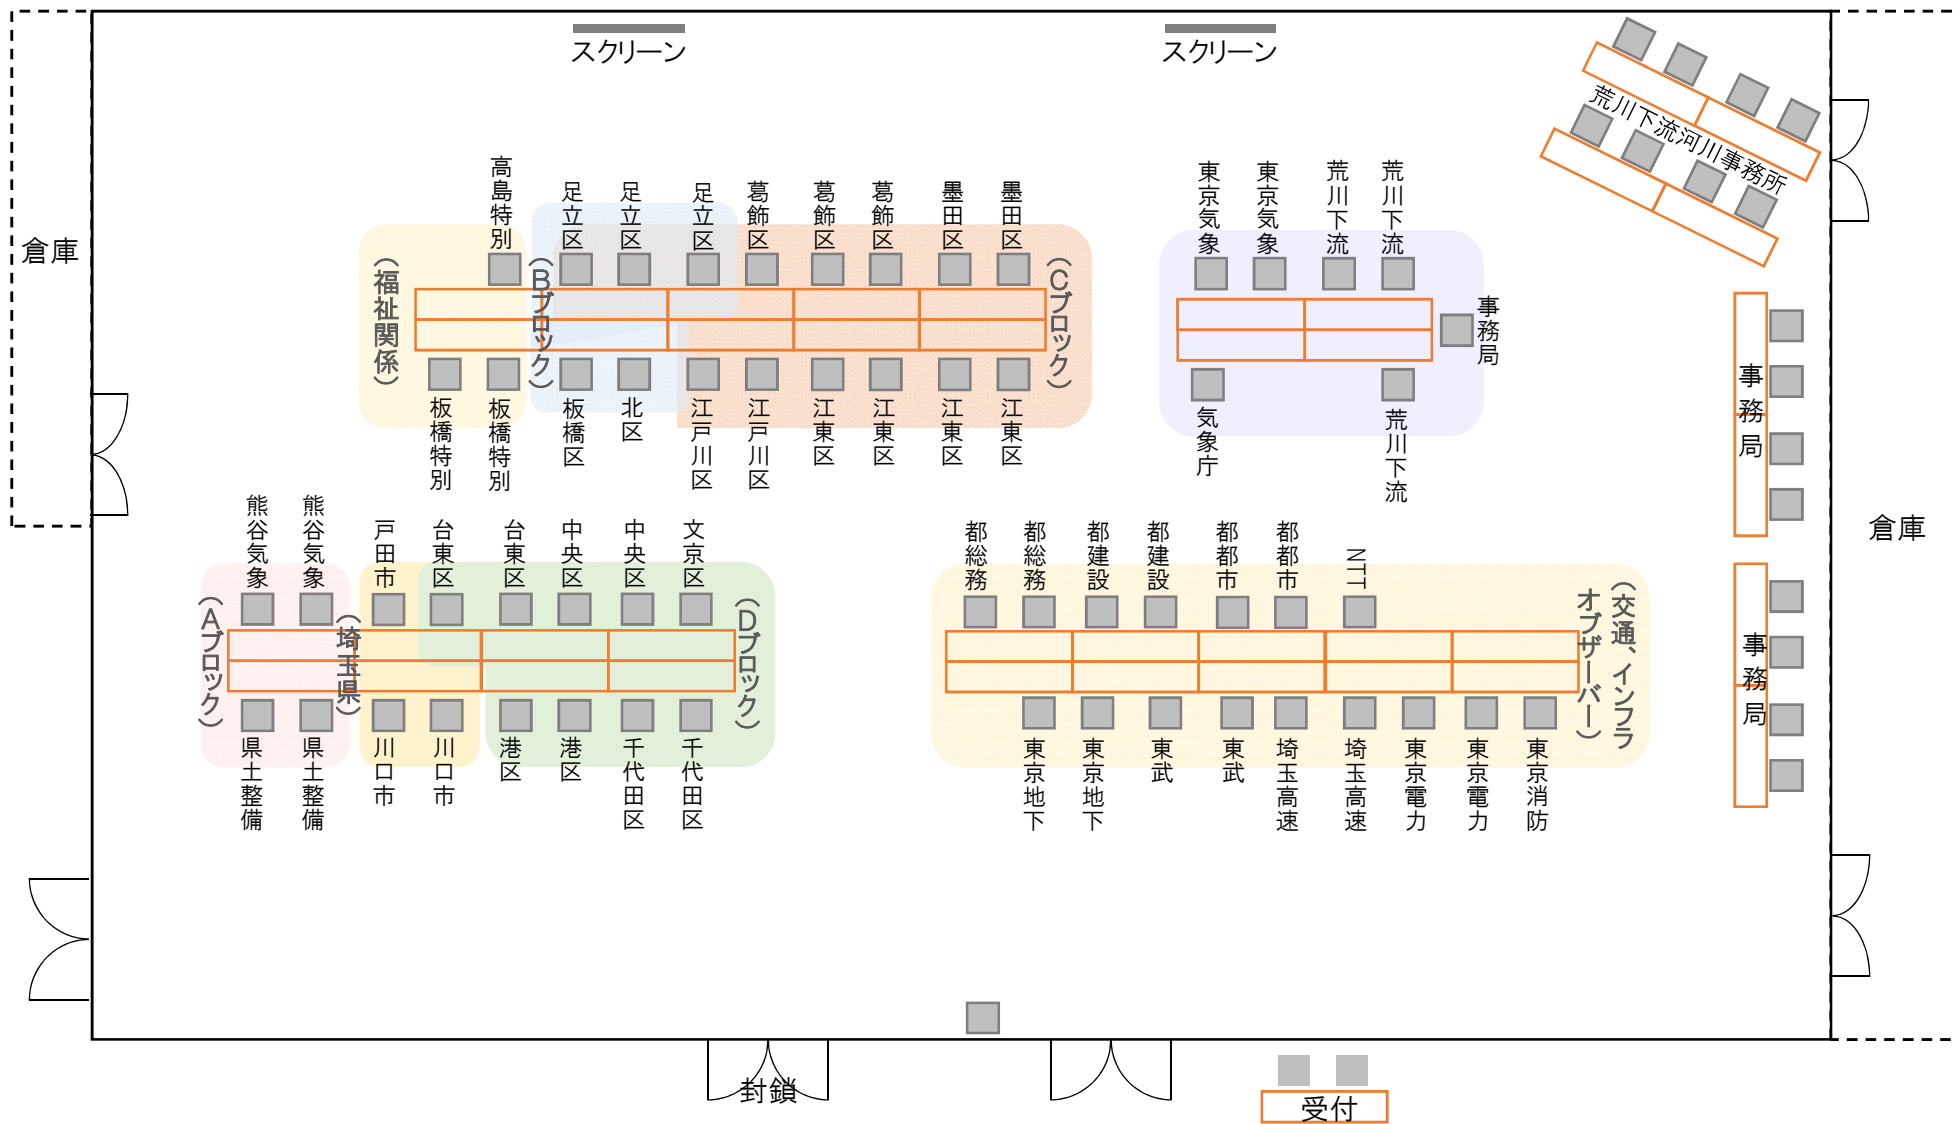 スクリーン
スクリーン
倉庫
倉庫
荒川下流河川事務所
高島特別
足立区
足立区
足立区
葛飾区
葛飾区
葛飾区
墨田区
墨田区
(福祉関係)
(Bブロック)
(Cブロック)
板橋特別
板橋特別
板橋区
北区
江戸川区
江戸川区
江東区
江東区
江東区
江東区
東京気象
東京気象
荒川下流
荒川下流
事務局
気象庁
荒川下流
事務局
事務局
熊谷気象
熊谷気象
戸田市
台東区
台東区
中央区
中央区
文京区
(Aブロック)
(埼玉県)
(Dブロック)
県土整備
県土整備
川口市
川口市
港区
港区
千代田区
千代田区
都総務
都総務
都建設
都建設
都都市
都都市
NTT
(交通、インフラ
オブザーバー)
東京地下
東京地下
東武
東武
埼玉高速
埼玉高速
東京電力
東京電力
東京消防
封鎖
受付